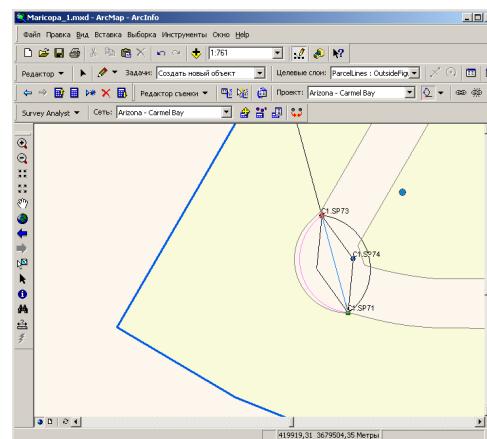 Maricopa_1.mxd - ArcMap - ArcInfo
Файл Правка Вид Вставка Выборка Инструменты Окно Help
1:761
Редактор Задачи: Создать новый объект Целевые слои: ParcelLines : OutsideFigu
Редактор съемки Проект: Arizona - Carmel Bay
Survey Analyst Сеть: Arizona - Carmel Bay
C1.SP73
C1.SP74
C1.SP71
419919,31 3679504,35 Метры